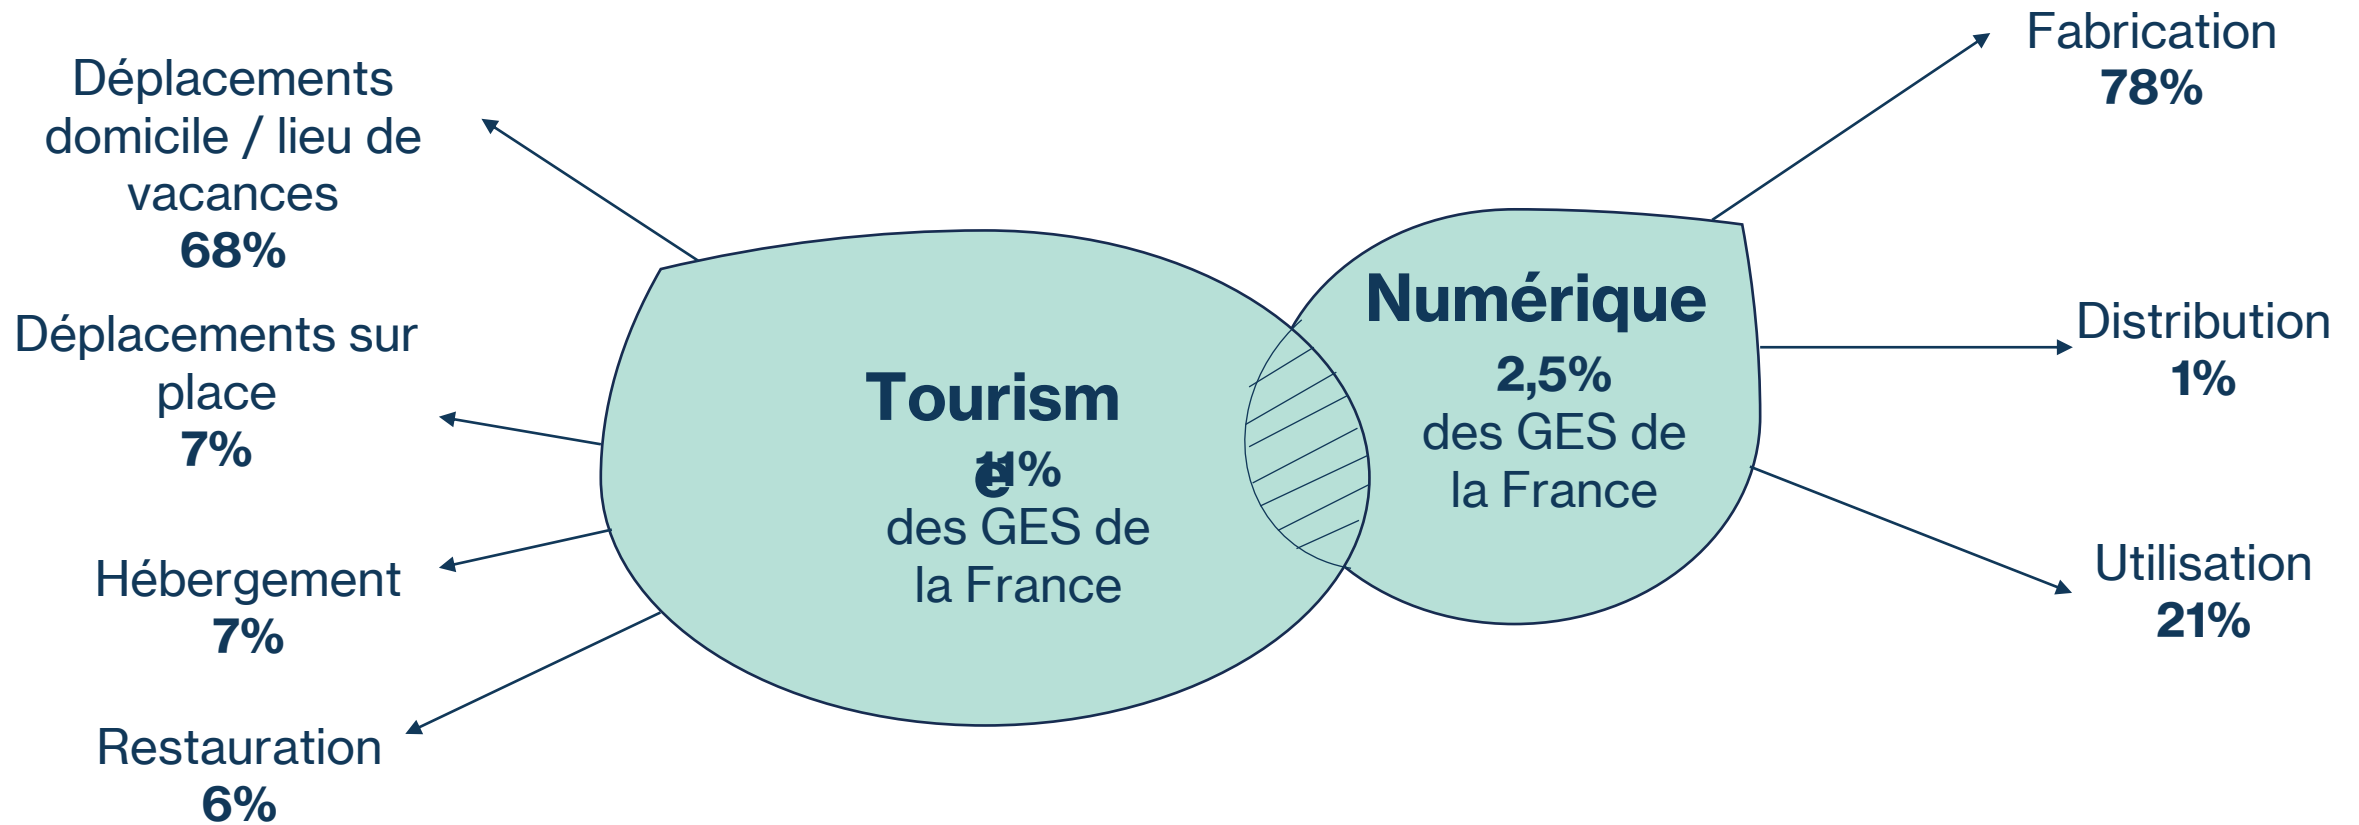 Déplacements
domicile / lieu de
vacances
68%
Déplacements sur
place
7%
Hébergement
7%
Restauration
6%
Tourism
e
11%
des GES de
la France
Numérique
2,5%
des GES de
la France
Fabrication
78%
Distribution
1%
Utilisation
21%